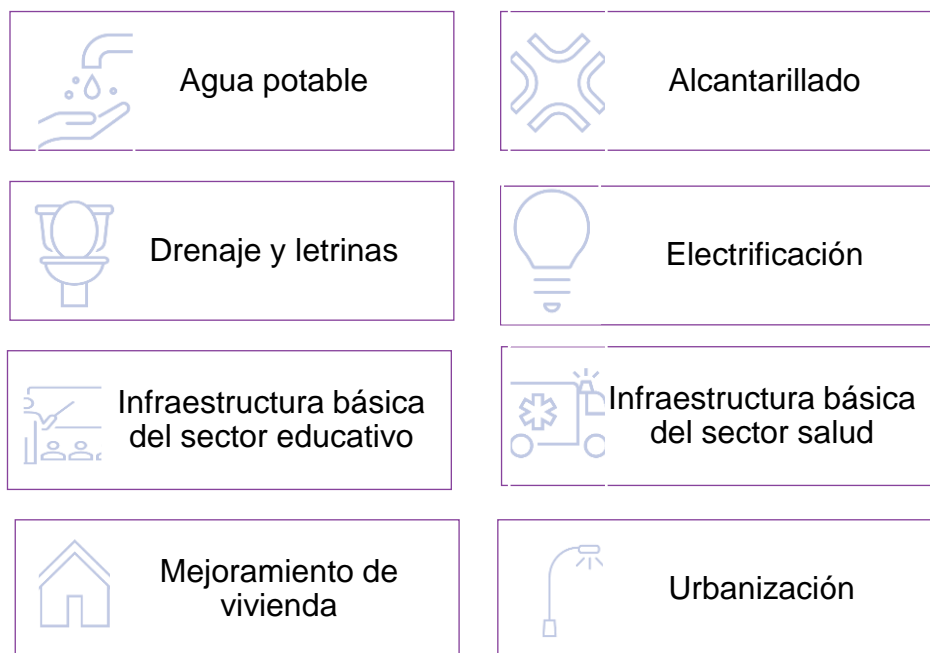 Agua potable
Alcantarillado
Drenaje y letrinas
Electrificación
Infraestructura básica
del sector educativo
Infraestructura básica
del sector salud
Mejoramiento de
vivienda
Urbanización